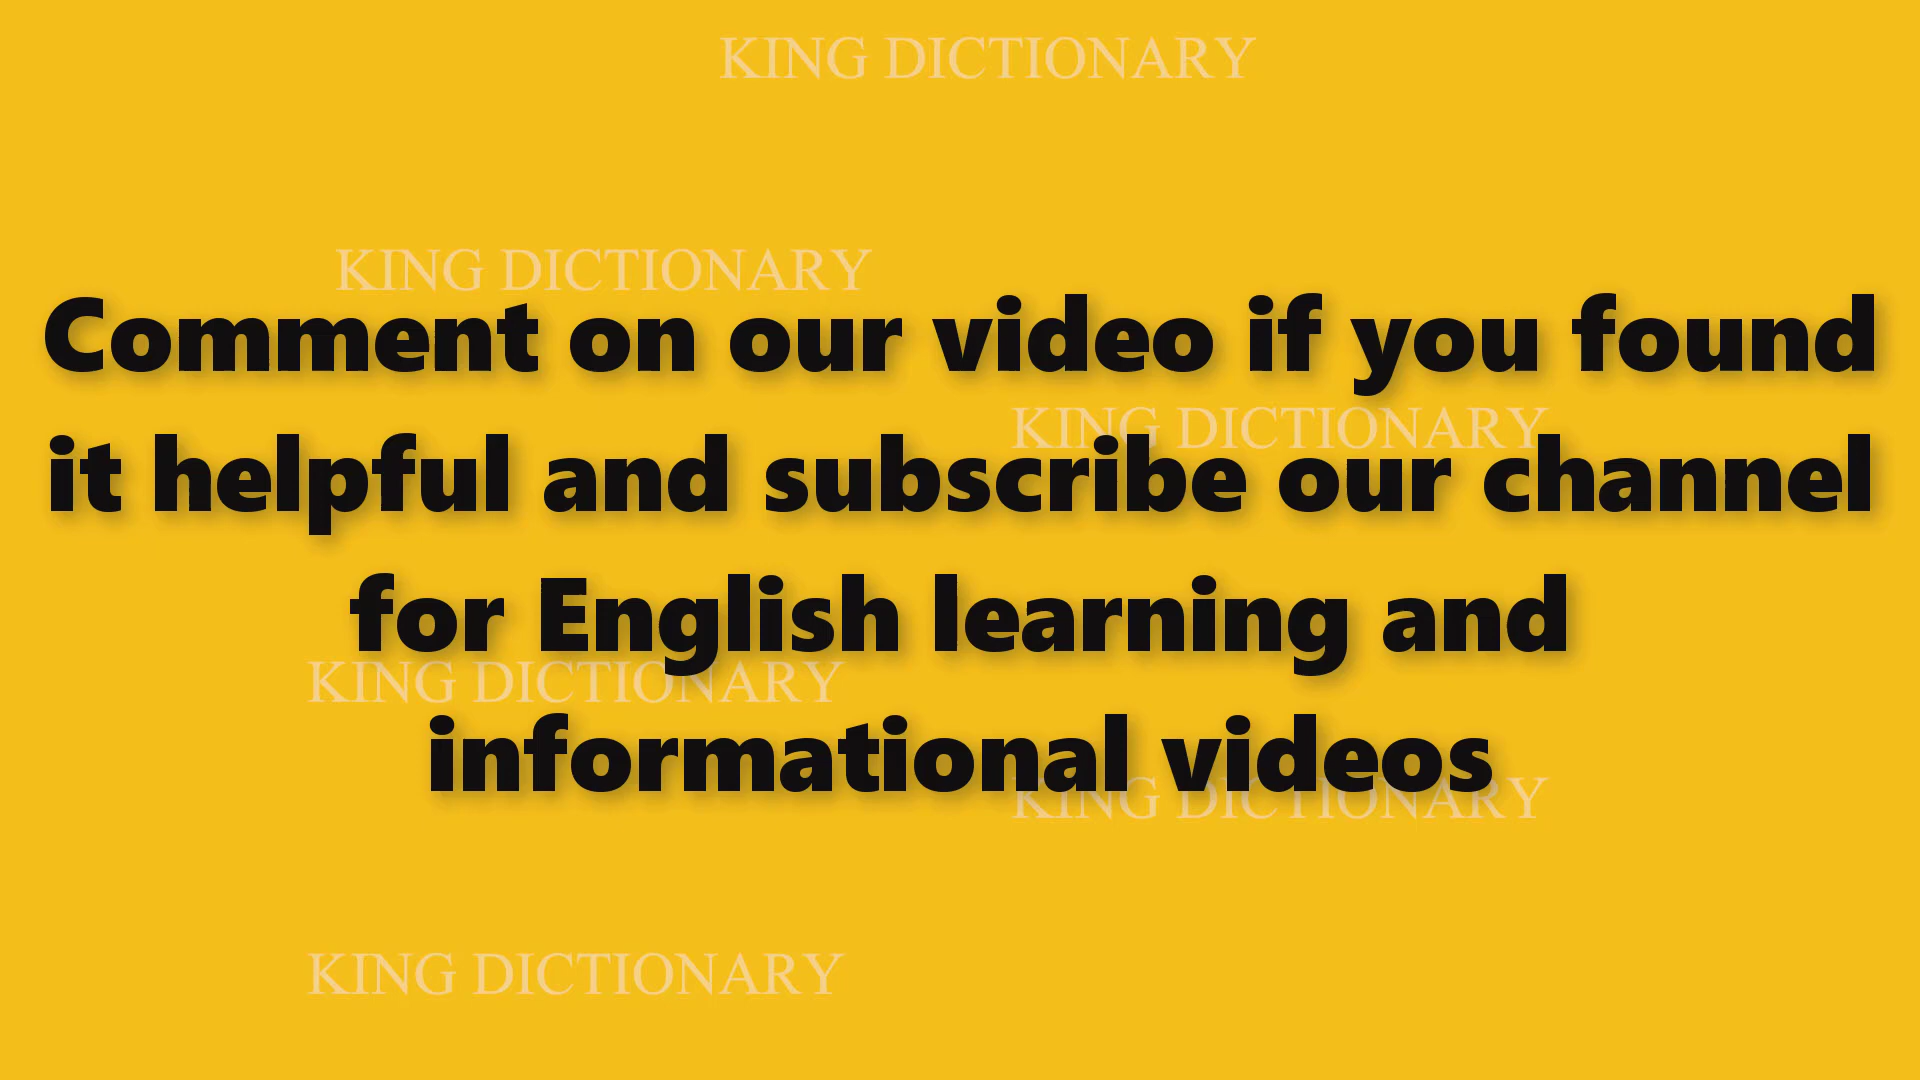 KING DICTIONARY
KING DICTIONARY
Comment on our video if you found
KING DICTIONARY
it helpful and subscribe our channel
for English learning and
KING DICTIONARY
informational videos
KING DICTIONARY
KING DICTIONARY